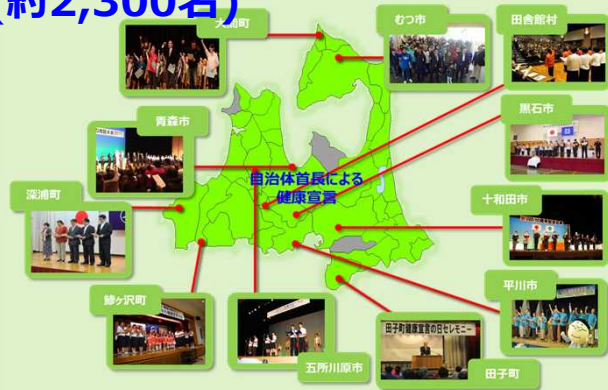 (約2,300名)
大間町
むつ市
田舎館村
青森市
黒石市
自治体首長による
健康宣言
深浦町
十和田市
鰺ヶ沢町
平川市
五所川原市
田子町健康宣言の日セレモニー
田子町